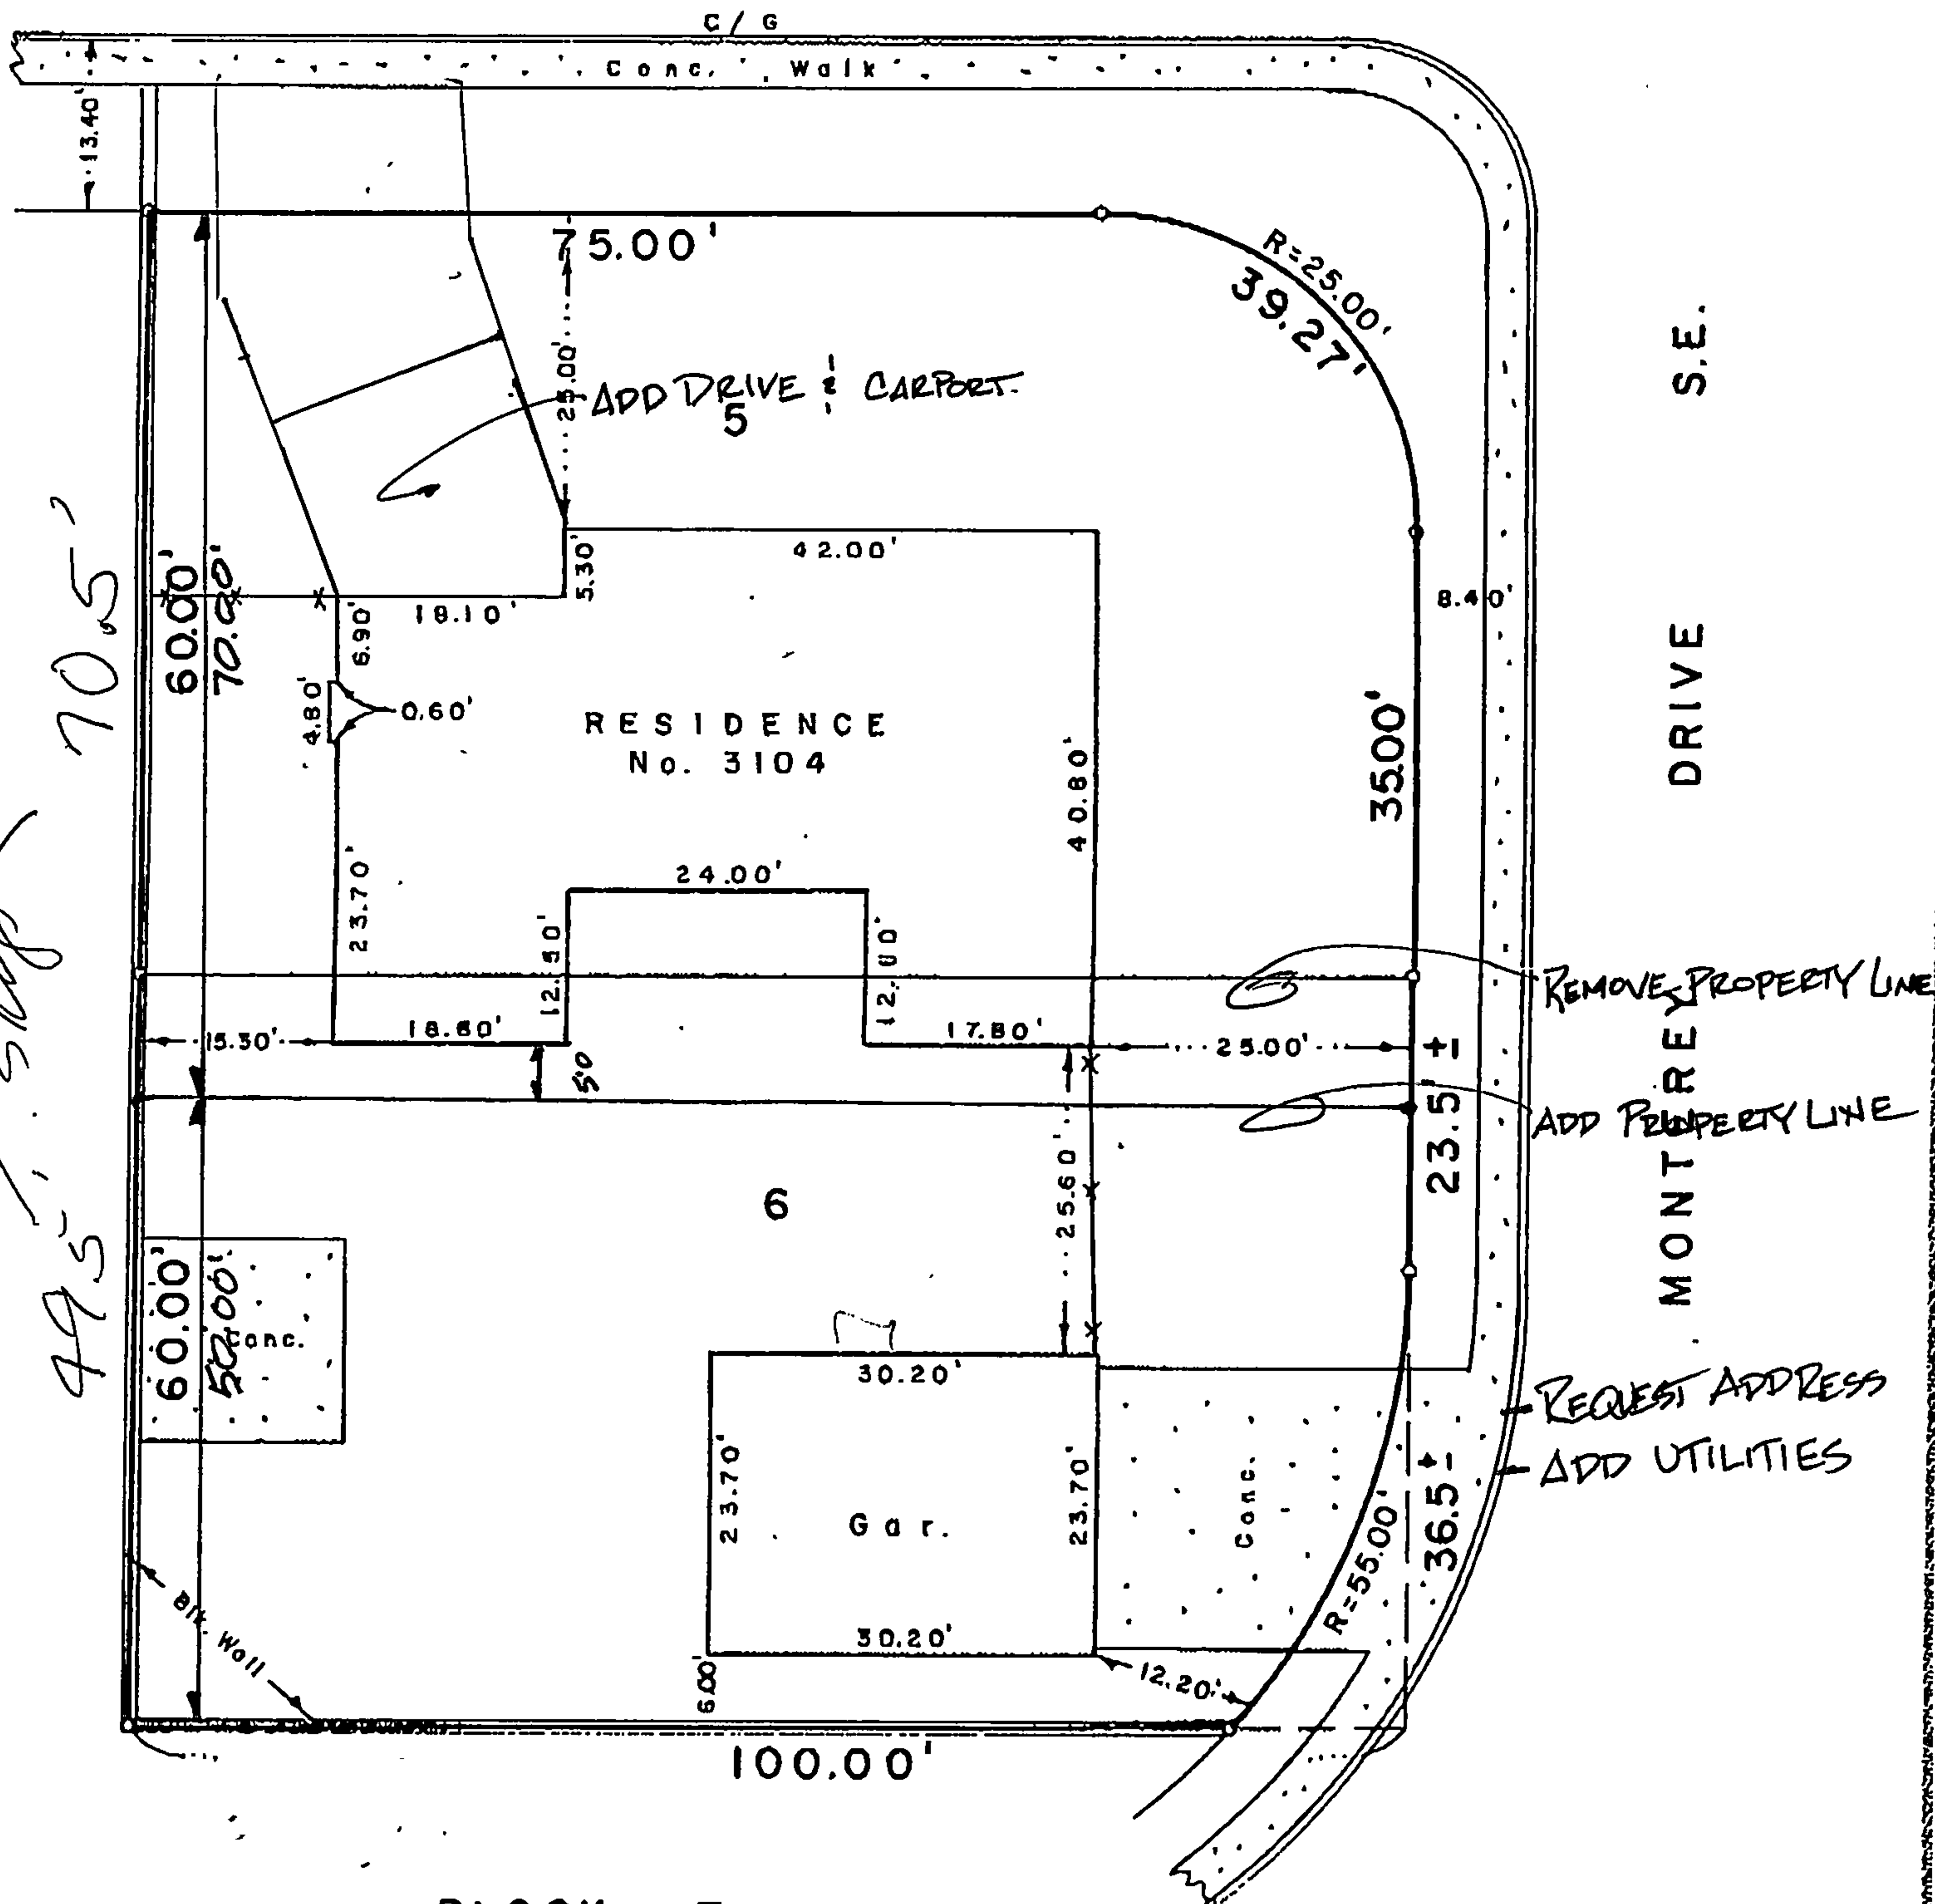 C/G
Conc. Walk
13.40'
75.00'
R=25.00'
39.27'
25.00'
ADD DRIVE & CARPORT
5
S.E.
DRIVE
MONTEREY
42.00'
5.30'
18.10'
6.90'
4.80'
0.60'
60.00'
70.00'
70.5'
8.40'
RESIDENCE
No. 3104
40.80'
35.00'
23.70'
24.00'
12.50'
REMOVE PROPERTY LINE
15.30'
18.60'
17.80'
25.00'
5.0
23.5' ±
ADD PROPERTY LINE
25.60'
6
49.5'
60.00'
50.00'
Conc.
30.20'
REQUEST ADDRESS
ADD UTILITIES
23.70'
Gar.
23.70'
Conc.
36.5' ±
R=55.00'
Blk. Wall
30.20'
6.00'
12.20'
100.00'